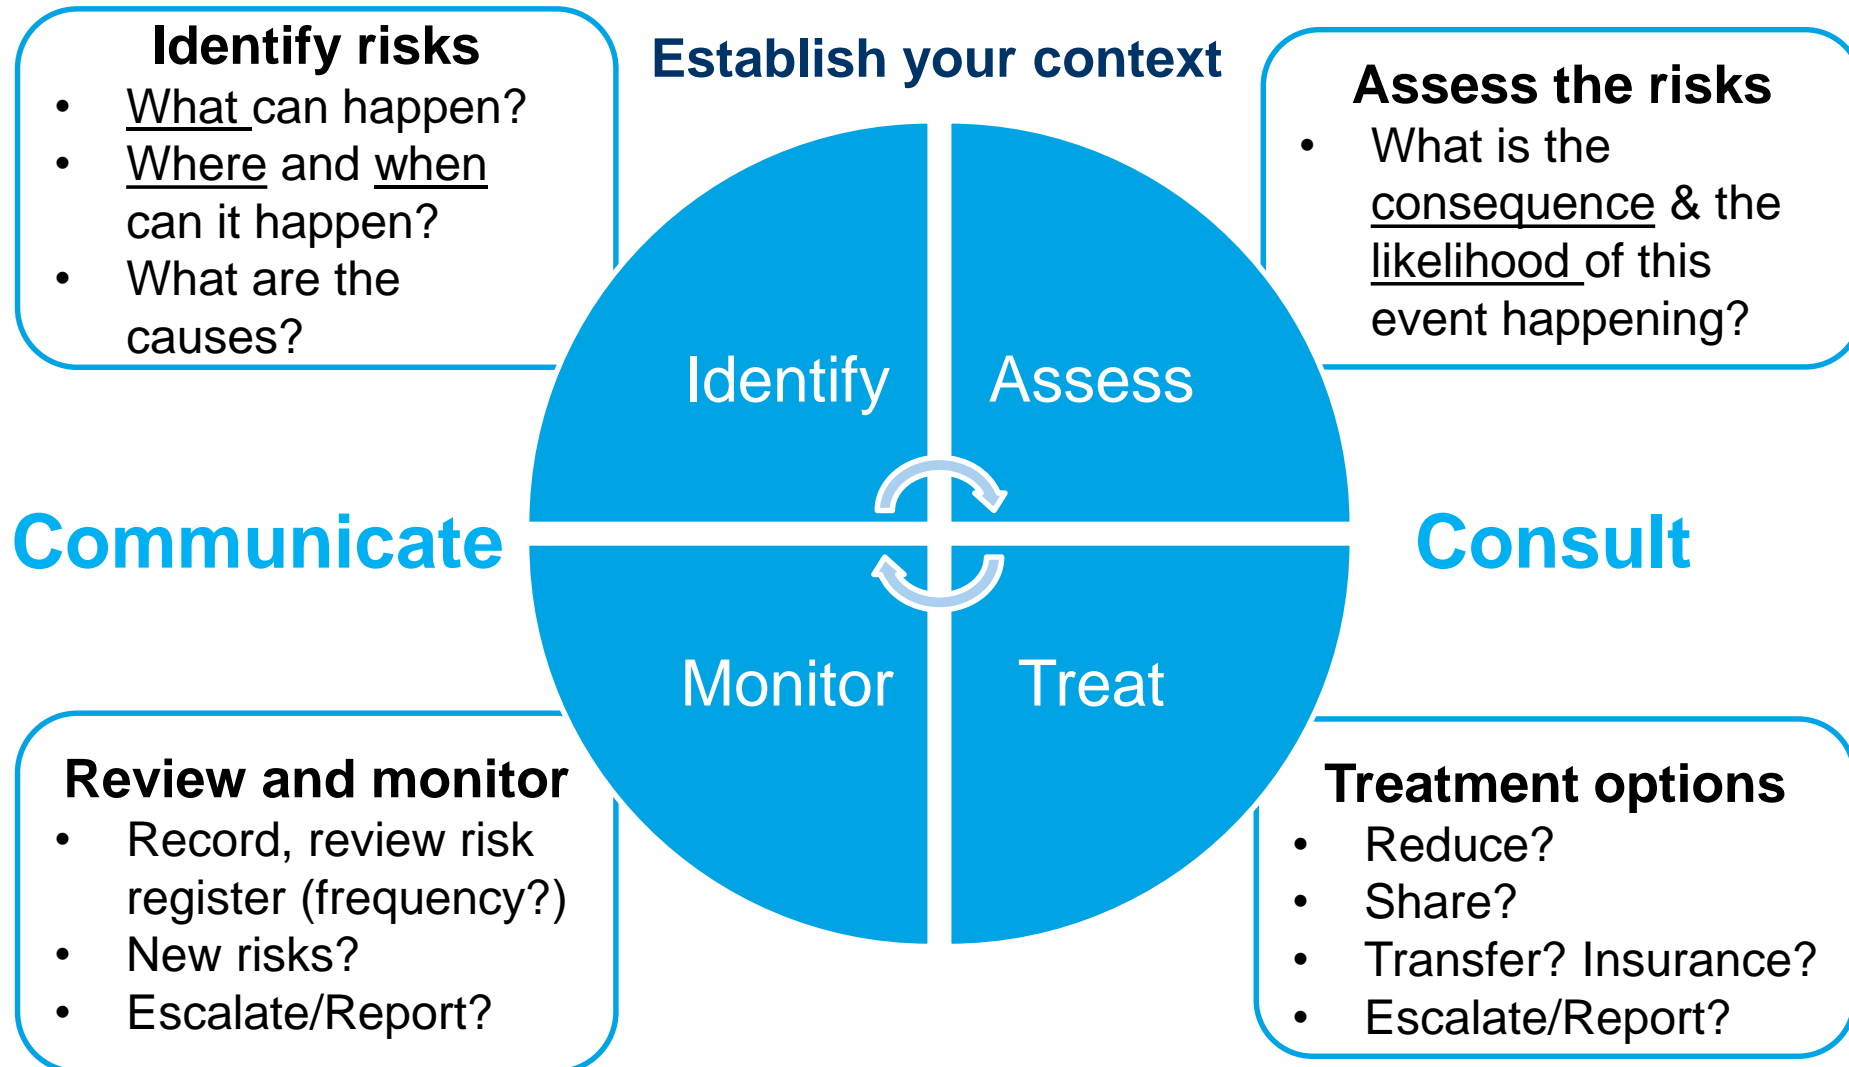 Establish your context
Identify risks
• What can happen?
• Where and when
can it happen?
• What are the
causes?
Assess the risks
• What is the
consequence & the
likelihood of this
event happening?
Identify
Assess
Communicate
Consult
Monitor
Treat
Review and monitor
• Record, review risk
register (frequency?)
• New risks?
• Escalate/Report?
Treatment options
• Reduce?
• Share?
• Transfer? Insurance?
• Escalate/Report?